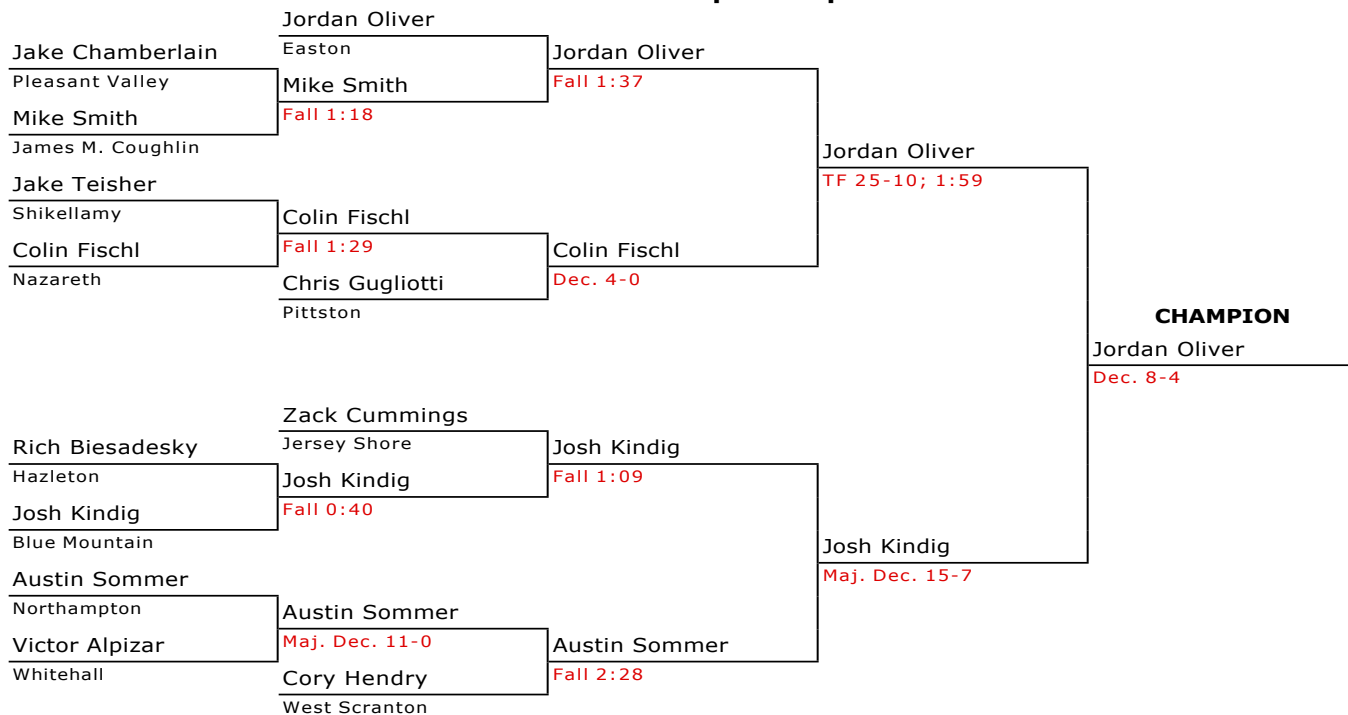 Jordan Oliver
Easton
Jake Chamberlain
Pleasant Valley
Mike Smith
James M. Coughlin
Mike Smith
Fall 1:18
Jordan Oliver
Fall 1:37
Jake Teisher
Shikellamy
Colin Fischl
Nazareth
Colin Fischl
Fall 1:29
Chris Gugliotti
Pittston
Colin Fischl
Dec. 4-0
Jordan Oliver
TF 25-10; 1:59
CHAMPION
Jordan Oliver
Dec. 8-4
Zack Cummings
Jersey Shore
Rich Biesadesky
Hazleton
Josh Kindig
Blue Mountain
Josh Kindig
Fall 0:40
Josh Kindig
Fall 1:09
Austin Sommer
Northampton
Victor Alpizar
Whitehall
Austin Sommer
Maj. Dec. 11-0
Cory Hendry
West Scranton
Austin Sommer
Fall 2:28
Josh Kindig
Maj. Dec. 15-7